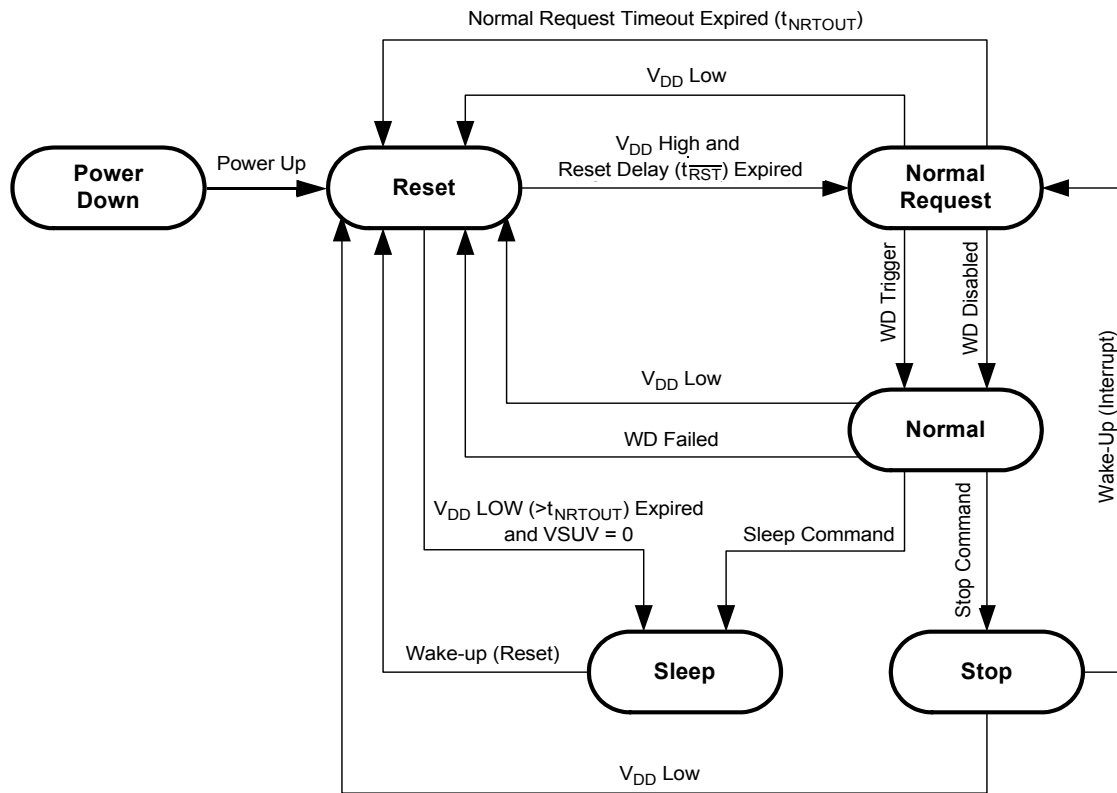 Normal Request Timeout Expired (tNRTOUT)
VDD Low
Power
Down
Power Up
Reset
VDD High and
Reset Delay (tRST) Expired
Normal
Request
WD Trigger
WD Disabled
Wake-Up (Interrupt)
VDD Low
Normal
WD Failed
VDD LOW (>tNRTOUT) Expired
and VSUV = 0
Sleep Command
Stop Command
Wake-up (Reset)
Sleep
Stop
VDD Low